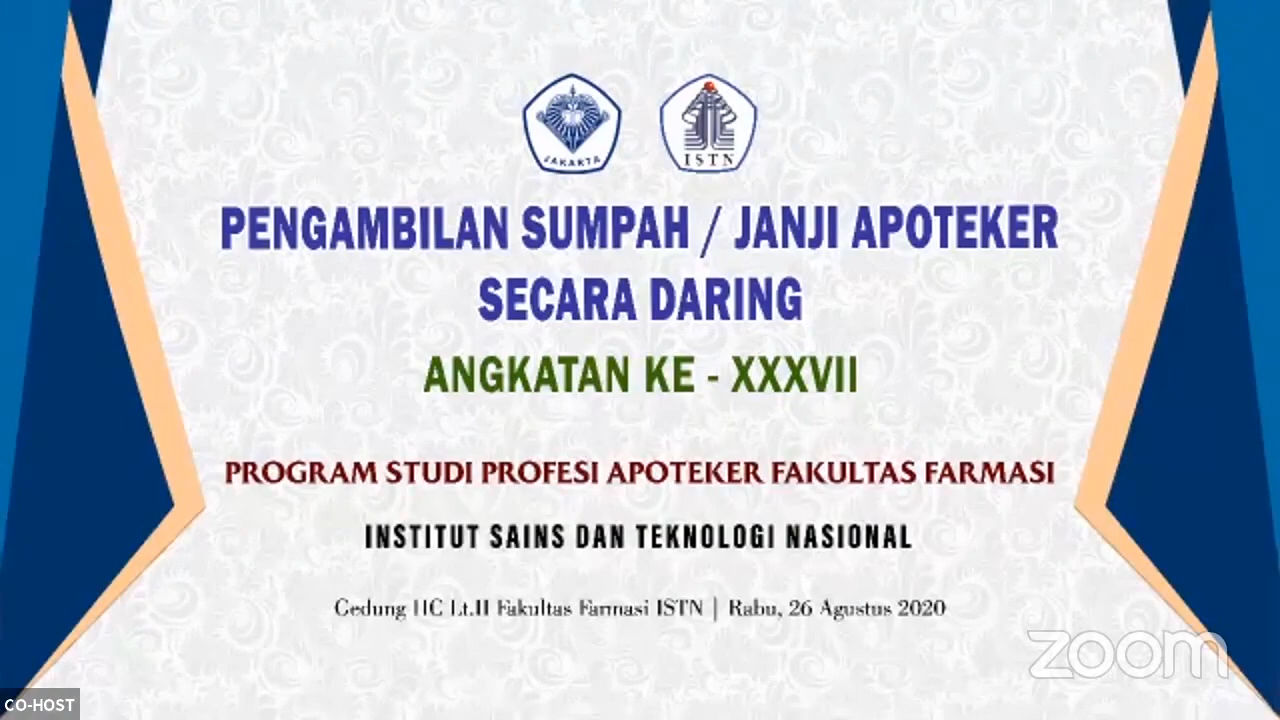 JAKARTA
ISTN
PENGAMBILAN SUMPAH / JANJI APOTEKER
SECARA DARING
ANGKATAN KE - XXXVII
PROGRAM STUDI PROFESI APOTEKER FAKULTAS FARMASI
INSTITUT SAINS DAN TEKNOLOGI NASIONAL
Gedung HC Lt.II Fakultas Farmasi ISTN | Rabu, 26 Agustus 2020
zoom
CO-HOST